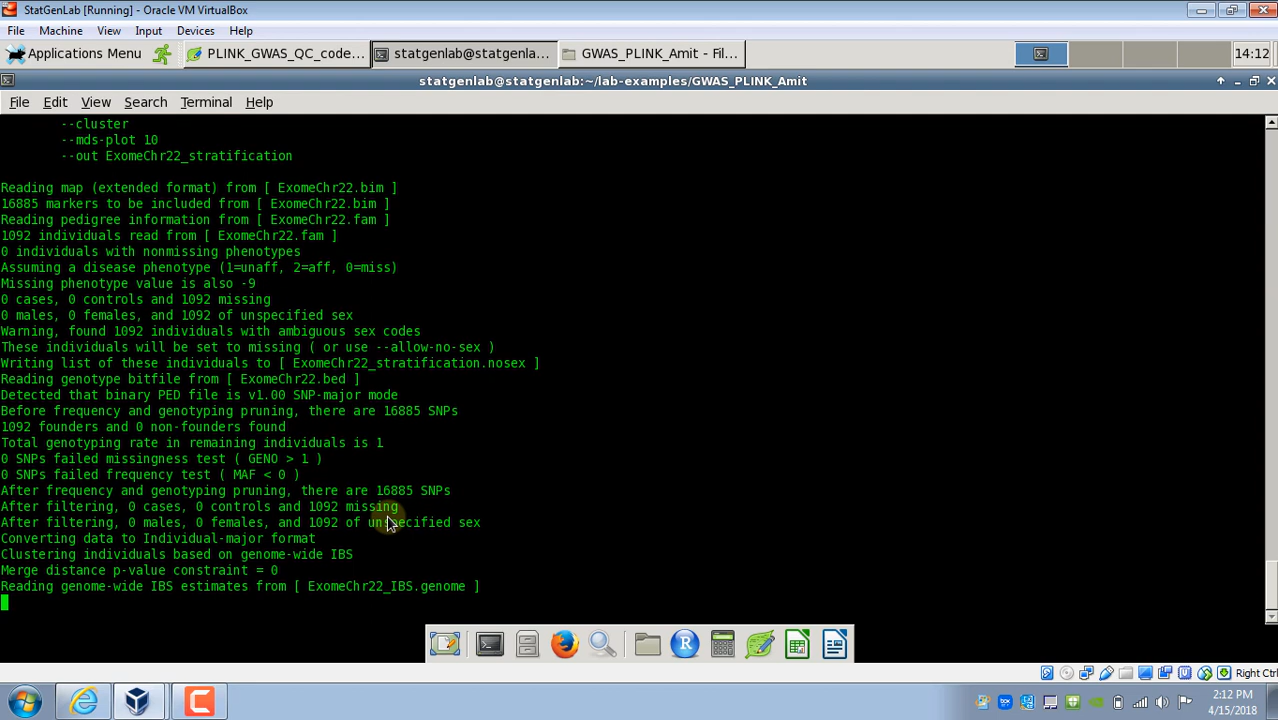 StatGenLab [Running] - Oracle VM VirtualBox
File Machine View Input Devices Help
Applications Menu PLINK_GWAS_QC_code... statgenlab@statgenla... GWAS_PLINK_Amit - Fil... 14:12
statgenlab@statgenlab:~/lab-examples/GWAS_PLINK_Amit
File Edit View Search Terminal Help
--cluster
--mds-plot 10
--out ExomeChr22_stratification
Reading map (extended format) from [ ExomeChr22.bim ]
16885 markers to be included from [ ExomeChr22.bim ]
Reading pedigree information from [ ExomeChr22.fam ]
1092 individuals read from [ ExomeChr22.fam ]
0 individuals with nonmissing phenotypes
Assuming a disease phenotype (1=unaff, 2=aff, 0=miss)
Missing phenotype value is also -9
0 cases, 0 controls and 1092 missing
0 males, 0 females, and 1092 of unspecified sex
Warning, found 1092 individuals with ambiguous sex codes
These individuals will be set to missing ( or use --allow-no-sex )
Writing list of these individuals to [ ExomeChr22_stratification.nosex ]
Reading genotype bitfile from [ ExomeChr22.bed ]
Detected that binary PED file is v1.00 SNP-major mode
Before frequency and genotyping pruning, there are 16885 SNPs
1092 founders and 0 non-founders found
Total genotyping rate in remaining individuals is 1
0 SNPs failed missingness test ( GENO > 1 )
0 SNPs failed frequency test ( MAF < 0 )
After frequency and genotyping pruning, there are 16885 SNPs
After filtering, 0 cases, 0 controls and 1092 missing
After filtering, 0 males, 0 females, and 1092 of unspecified sex
Converting data to Individual-major format
Clustering individuals based on genome-wide IBS
Merge distance p-value constraint = 0
Reading genome-wide IBS estimates from [ ExomeChr22_IBS.genome ]
Right Ctrl
2:12 PM
4/15/2018